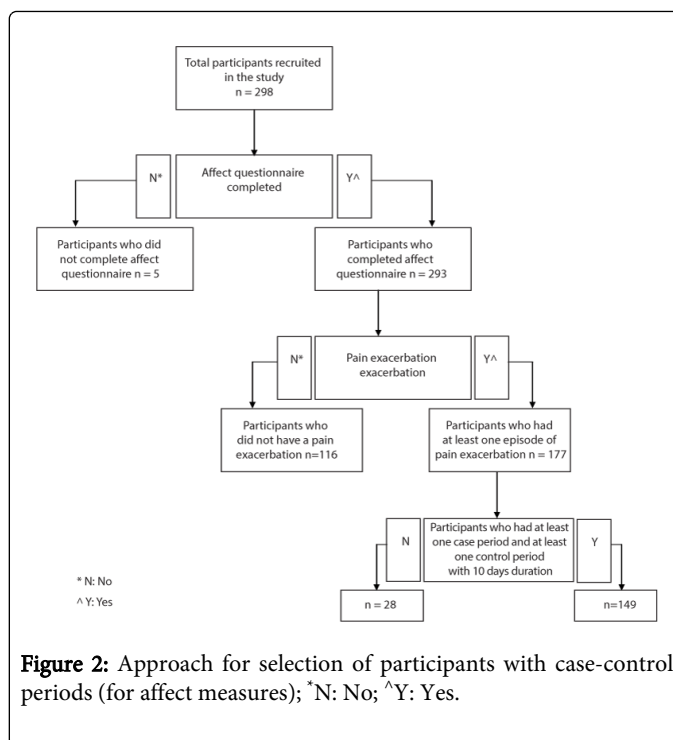 Total participants recruited
in the study
n = 298
N*
Affect questionnaire
completed
Y^
Participants who did
not complete affect
questionnaire n = 5
Participants who
completed affect
questionnaire n = 293
N*
Pain exacerbation
exacerbation
Y^
Participants who
did not have a pain
exacerbation n=116
Participants who had
at least one episode of
pain exacerbation n = 177
N
Participants who had at least
one case period and at least
one control period
with 10 days duration
Y
* N: No
^ Y: Yes
n = 28
n=149
Figure 2: Approach for selection of participants with case-control
periods (for affect measures); *N: No; ^Y: Yes.